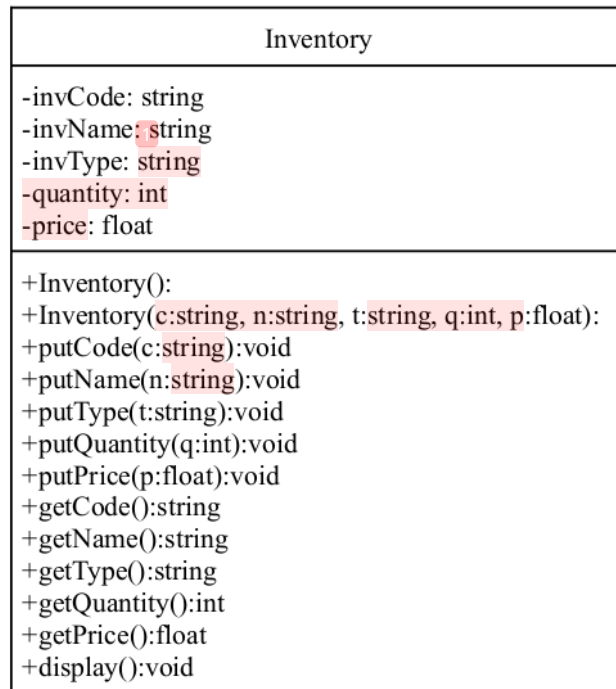 Inventory
-invCode: string
-invName: string
1
-invType: string
-quantity: int
-price: float
+Inventory():
+Inventory(c:string, n:string, t:string, q:int, p:float):
+putCode(c:string):void
+putName(n:string):void
+putType(t:string):void
+putQuantity(q:int):void
+putPrice(p:float):void
+getCode():string
+getName():string
+getType():string
+getQuantity():int
+getPrice():float
+display():void